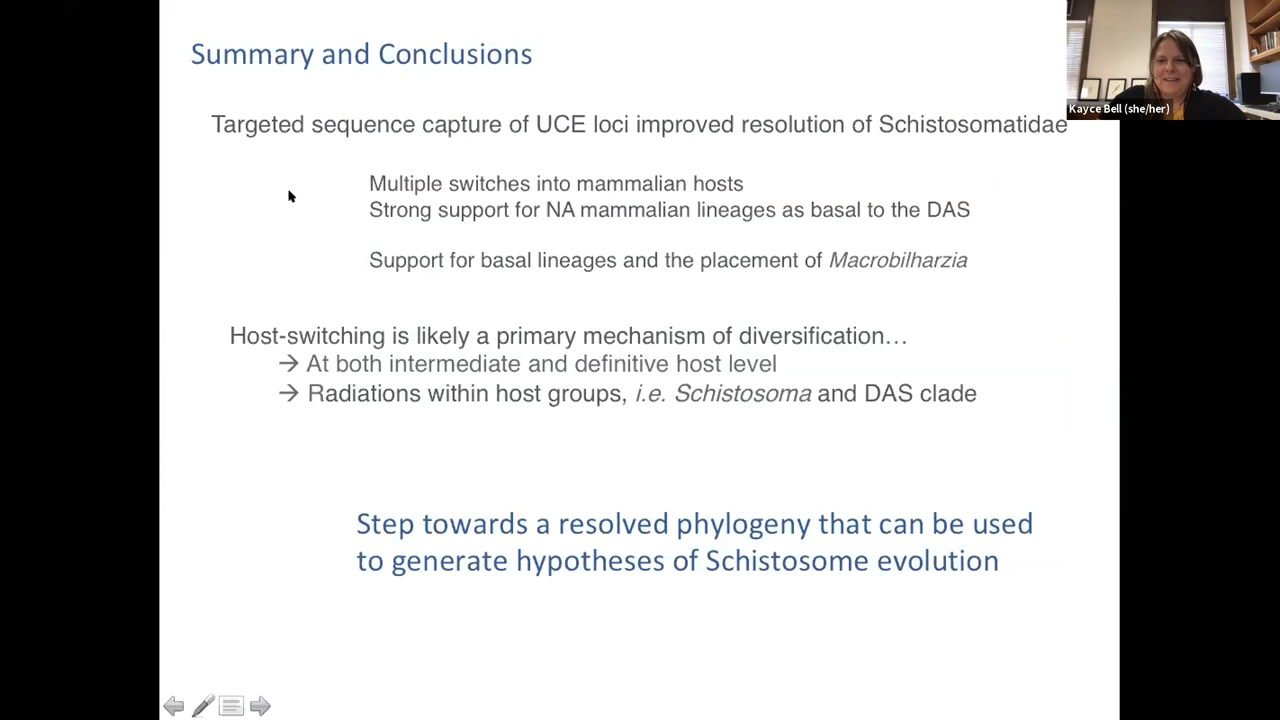 Summary and Conclusions
Kayce Bell (she/her)
Targeted sequence capture of UCE loci improved resolution of Schistosomatidae
Multiple switches into mammalian hosts
Strong support for NA mammalian lineages as basal to the DAS
Support for basal lineages and the placement of Macrobilharzia
Host-switching is likely a primary mechanism of diversification…
→ At both intermediate and definitive host level
→ Radiations within host groups, i.e. Schistosoma and DAS clade
Step towards a resolved phylogeny that can be used
to generate hypotheses of Schistosome evolution